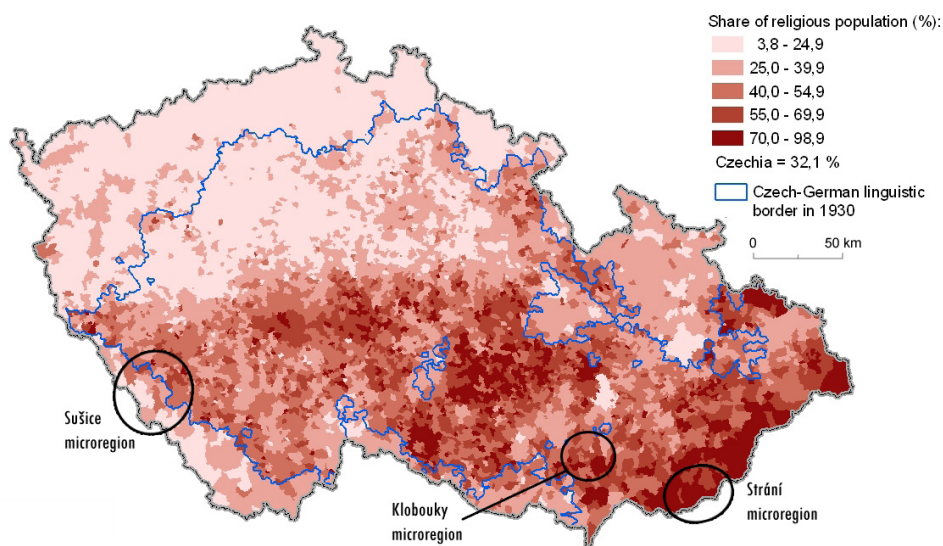 Share of religious population (%):
3,8 - 24,9
25,0 - 39,9
40,0 - 54,9
55,0 - 69,9
70,0 - 98,9
Czechia = 32,1 %
Czech-German linguistic
border in 1930
0 50 km
Sušice
microregion
Klobouky
microregion
Strání
microregion